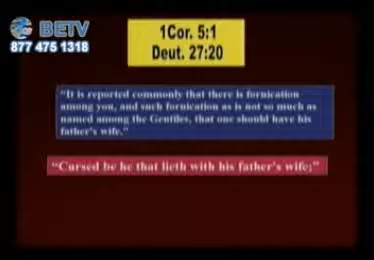 BETV
877 475 1318
1Cor. 5:1
Deut. 27:20
"It is reported commonly that there is fornication
among you, and such fornication as is not so much as
named among the Gentiles, that one should have his
father's wife."
"Cursed be he that lieth with his father's wife;"